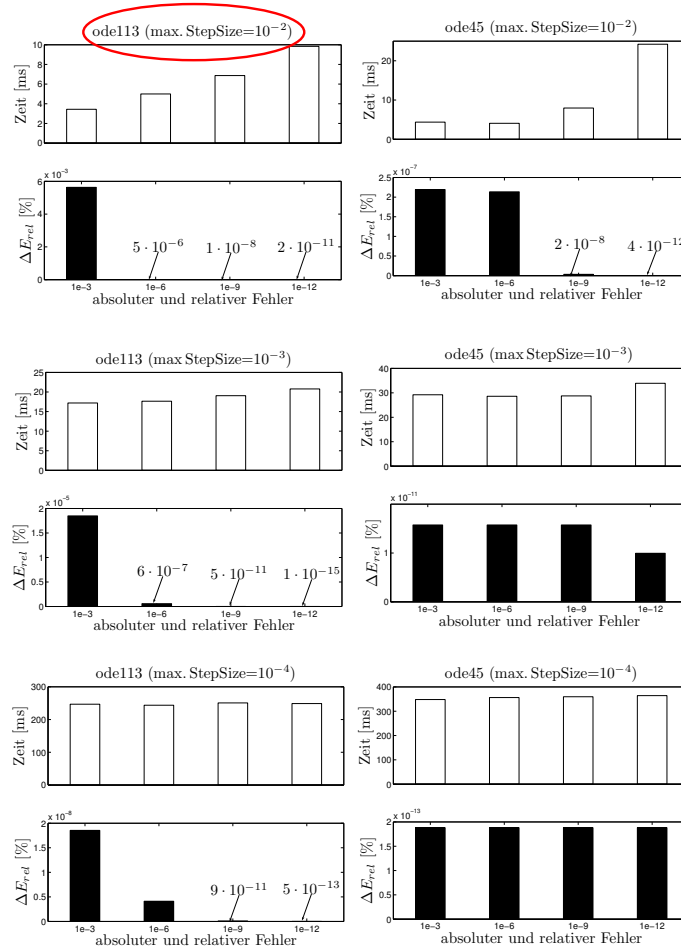 ode113 (max. StepSize=10⁻²)
Zeit [ms]
10
8
6
4
2
0
x 10⁻³
ΔE_rel [%]
6
4
2
0
5 · 10⁻⁶
1 · 10⁻⁸
2 · 10⁻¹¹
1e−3 1e−6 1e−9 1e−12
absoluter und relativer Fehler
ode45 (max. StepSize=10⁻²)
Zeit [ms]
20
10
0
x 10⁻⁷
ΔE_rel [%]
2.5
2
1.5
1
0.5
0
2 · 10⁻⁸
4 · 10⁻¹²
1e−3 1e−6 1e−9 1e−12
absoluter und relativer Fehler
ode113 (max StepSize=10⁻³)
Zeit [ms]
25
20
15
10
5
0
x 10⁻⁵
ΔE_rel [%]
2
1.5
1
0.5
0
6 · 10⁻⁷
5 · 10⁻¹¹
1 · 10⁻¹⁵
1e−3 1e−6 1e−9 1e−12
absoluter und relativer Fehler
ode45 (max StepSize=10⁻³)
Zeit [ms]
40
30
20
10
0
x 10⁻¹¹
ΔE_rel [%]
1
1e−3 1e−6 1e−9 1e−12
absoluter und relativer Fehler
ode113 (max. StepSize=10⁻⁴)
Zeit [ms]
300
200
100
0
x 10⁻⁸
ΔE_rel [%]
2
1.5
1
0.5
0
9 · 10⁻¹¹
5 · 10⁻¹³
1e−3 1e−6 1e−9 1e−12
absoluter und relativer Fehler
ode45 (max. StepSize=10⁻⁴)
Zeit [ms]
400
300
200
100
0
x 10⁻¹³
ΔE_rel [%]
2
1.5
1
0.5
0
1e−3 1e−6 1e−9 1e−12
absoluter und relativer Fehler